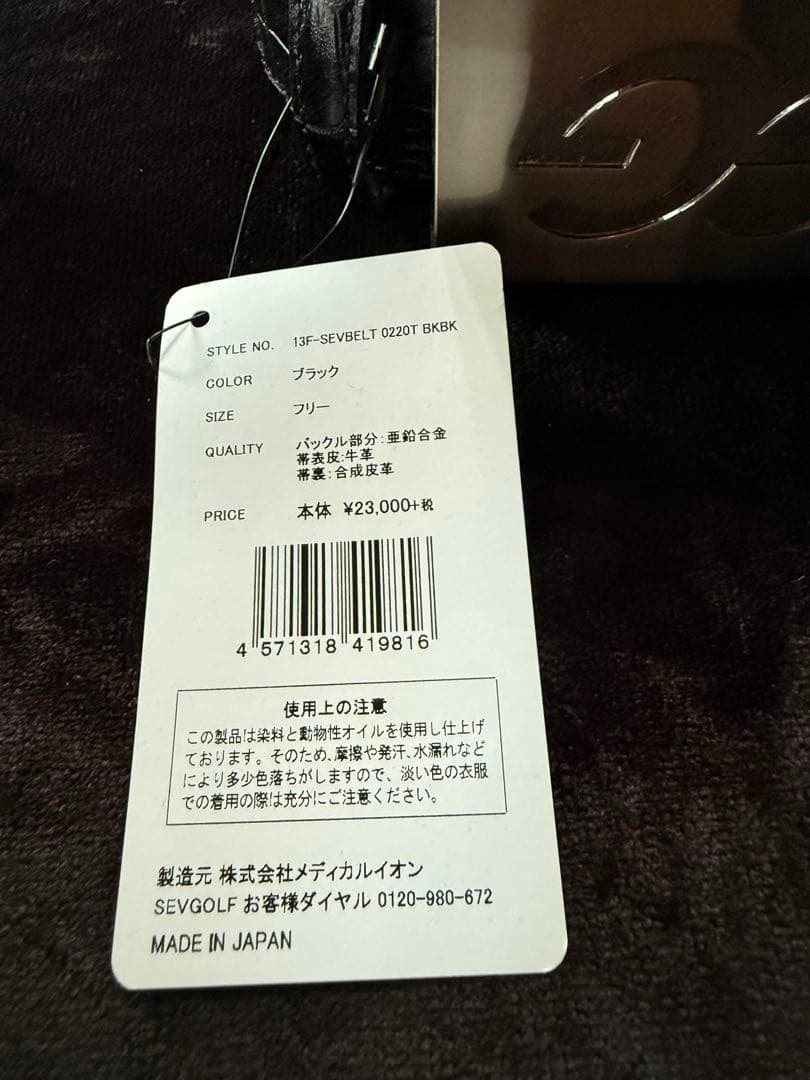 STYLE NO. 13F-SEVBELT 0220T BKBK
COLOR ブラック
SIZE フリー
QUALITY バックル部分:亜鉛合金
帯表皮:牛革
帯裏:合成皮革
PRICE 本体 ¥23,000+税
4 571318 419816
使用上の注意
この製品は染料と動物性オイルを使用し仕上げ
ております。そのため、摩擦や発汗、水漏れなど
により多少色落ちがしますので、淡い色の衣服
での着用の際は充分にご注意ください。
製造元 株式会社メディカルイオン
SEVGOLF お客様ダイヤル 0120-980-672
MADE IN JAPAN